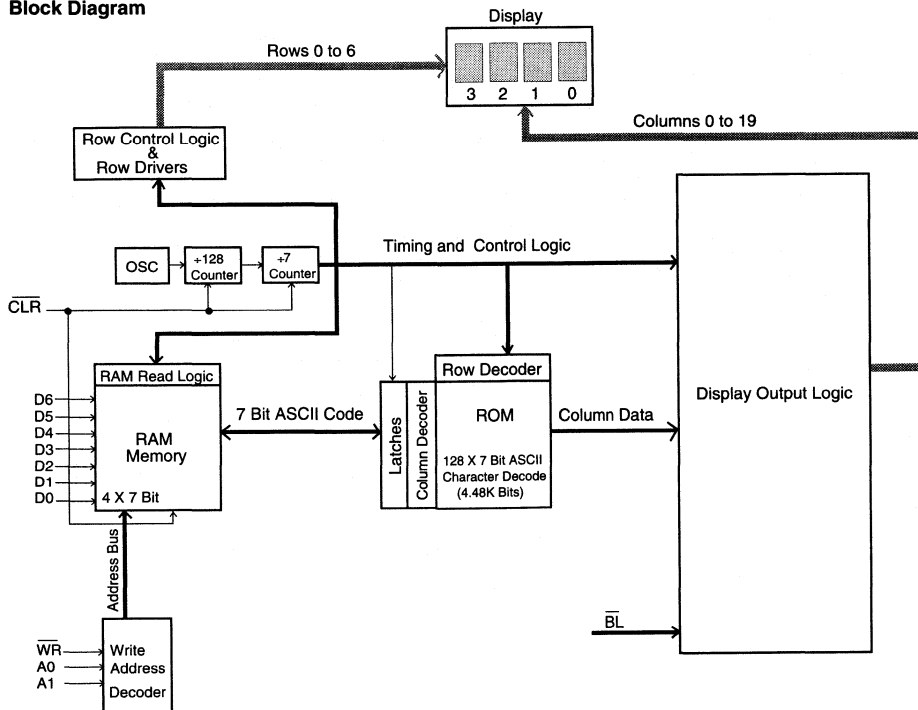 Block Diagram
Display
Rows 0 to 6
3 2 1 0
Columns 0 to 19
Row Control Logic
&
Row Drivers
Timing and Control Logic
OSC
÷128
Counter
÷7
Counter
C̅L̅R̅
RAM Read Logic
Row Decoder
D6
D5
D4
D3
D2
D1
D0
RAM
Memory
4 X 7 Bit
7 Bit ASCII Code
Latches
Column Decoder
ROM
128 X 7 Bit ASCII
Character Decode
(4.48K Bits)
Column Data
Display Output Logic
Address Bus
B̅L̅
W̅R̅
A0
A1
Write
Address
Decoder